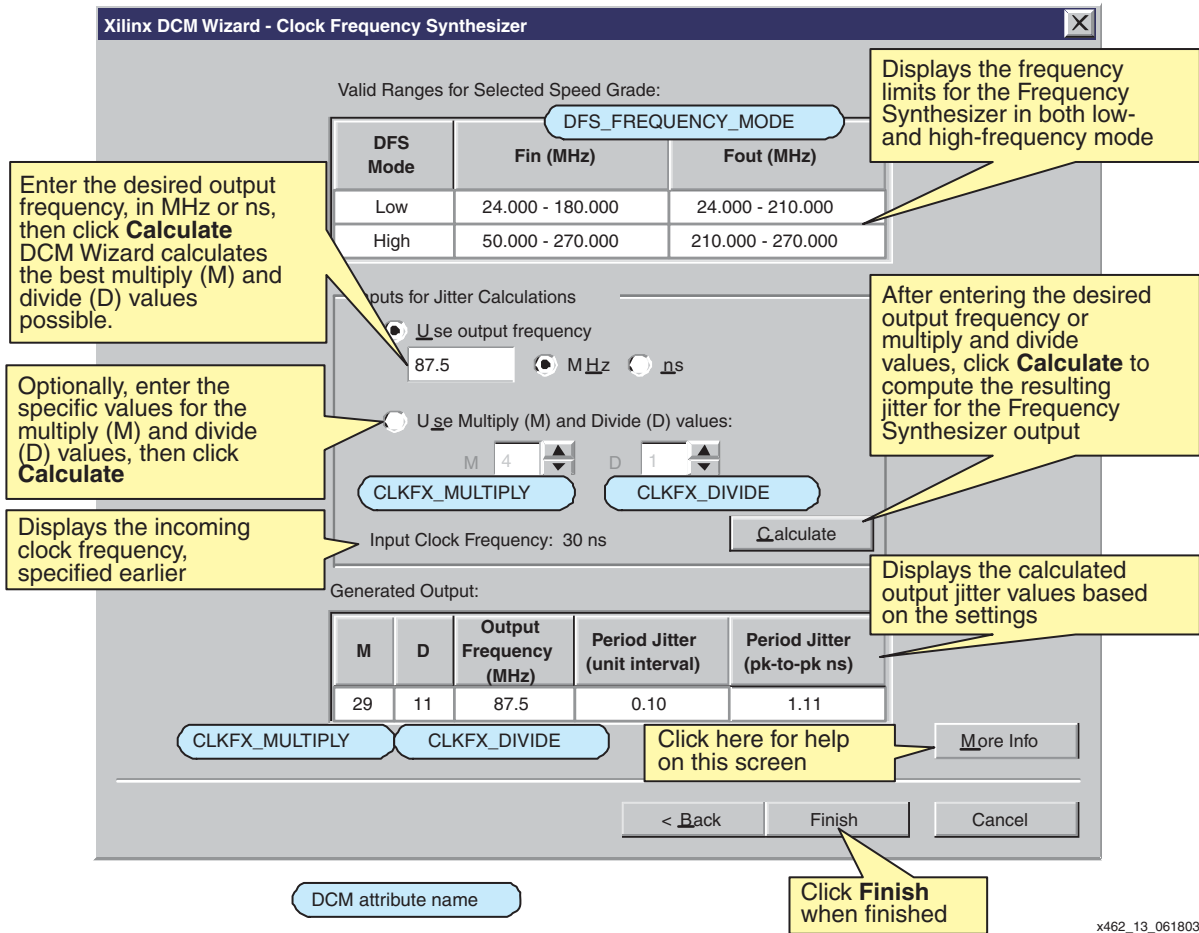 Xilinx DCM Wizard - Clock Frequency Synthesizer
X
Displays the frequency
limits for the Frequency
Synthesizer in both low-
and high-frequency mode
Valid Ranges for Selected Speed Grade:
DFS_FREQUENCY_MODE
DFS
Mode
Fin (MHz)
Fout (MHz)
Low
24.000 - 180.000
24.000 - 210.000
High
50.000 - 270.000
210.000 - 270.000
Enter the desired output
frequency, in MHz or ns,
then click Calculate
DCM Wizard calculates
the best multiply (M) and
divide (D) values
possible.
puts for Jitter Calculations
Use output frequency
87.5
MHz
ns
After entering the desired
output frequency or
multiply and divide
values, click Calculate to
compute the resulting
jitter for the Frequency
Synthesizer output
Optionally, enter the
specific values for the
multiply (M) and divide
(D) values, then click
Calculate
Use Multiply (M) and Divide (D) values:
M 4
D 1
CLKFX_MULTIPLY
CLKFX_DIVIDE
Displays the incoming
clock frequency,
specified earlier
Input Clock Frequency: 30 ns
Calculate
Displays the calculated
output jitter values based
on the settings
Generated Output:
M
D
Output
Frequency
(MHz)
Period Jitter
(unit interval)
Period Jitter
(pk-to-pk ns)
29
11
87.5
0.10
1.11
CLKFX_MULTIPLY
CLKFX_DIVIDE
Click here for help
on this screen
More Info
< Back
Finish
Cancel
DCM attribute name
Click Finish
when finished
x462_13_061803